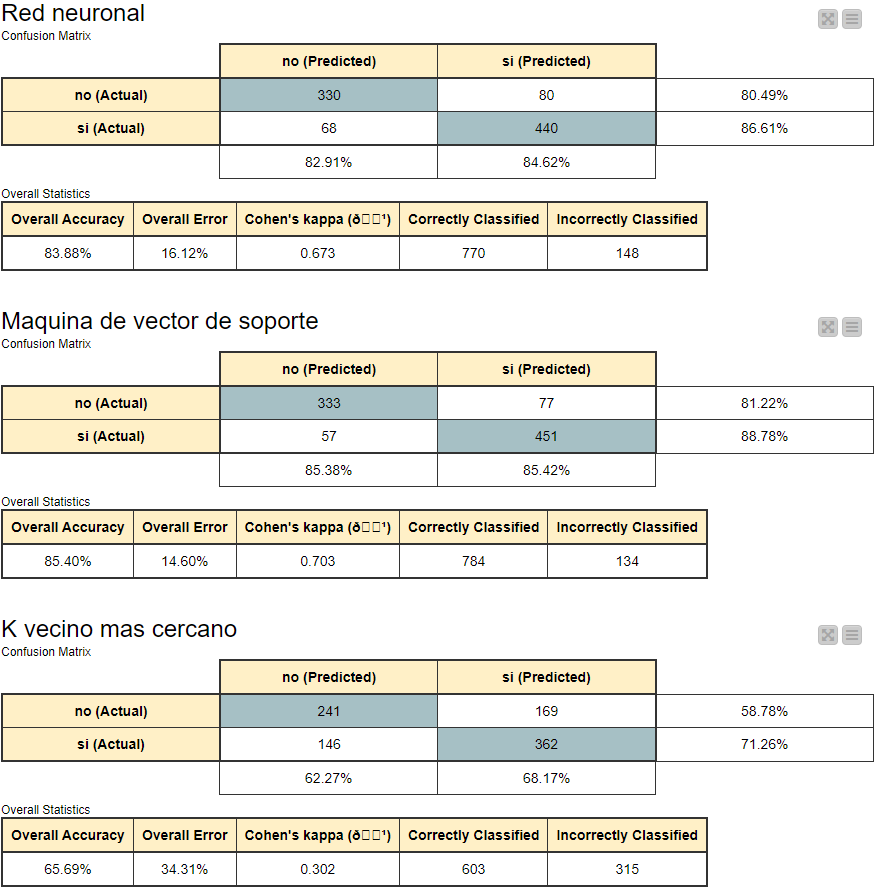 Red neuronal
Confusion Matrix
no (Predicted) si (Predicted)
no (Actual) 330 80 80.49%
si (Actual) 68 440 86.61%
82.91% 84.62%
Overall Statistics
Overall Accuracy Overall Error Cohen's kappa (ð□□¹) Correctly Classified Incorrectly Classified
83.88% 16.12% 0.673 770 148
Maquina de vector de soporte
Confusion Matrix
no (Predicted) si (Predicted)
no (Actual) 333 77 81.22%
si (Actual) 57 451 88.78%
85.38% 85.42%
Overall Statistics
Overall Accuracy Overall Error Cohen's kappa (ð□□¹) Correctly Classified Incorrectly Classified
85.40% 14.60% 0.703 784 134
K vecino mas cercano
Confusion Matrix
no (Predicted) si (Predicted)
no (Actual) 241 169 58.78%
si (Actual) 146 362 71.26%
62.27% 68.17%
Overall Statistics
Overall Accuracy Overall Error Cohen's kappa (ð□□¹) Correctly Classified Incorrectly Classified
65.69% 34.31% 0.302 603 315